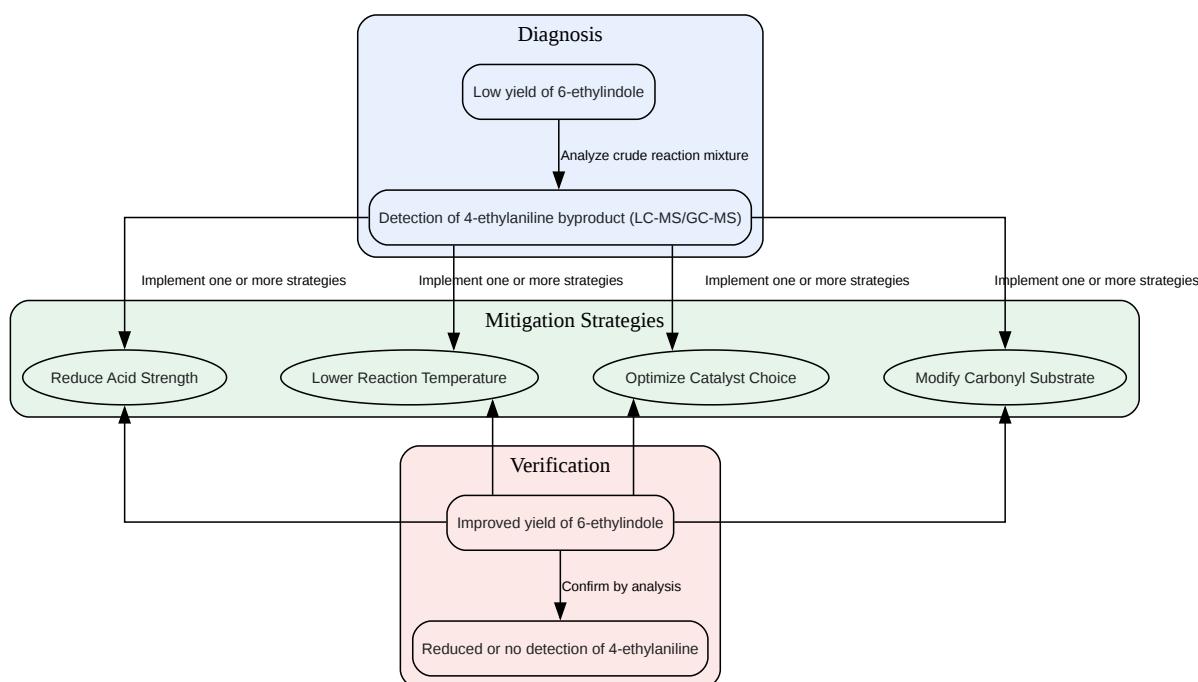 Diagnosis
Low yield of 6-ethylindole
Analyze crude reaction mixture
Detection of 4-ethylaniline byproduct (LC-MS/GC-MS)
Implement one or more strategies
Implement one or more strategies
Implement one or more strategies
Implement one or more strategies
Mitigation Strategies
Reduce Acid Strength
Lower Reaction Temperature
Optimize Catalyst Choice
Modify Carbonyl Substrate
Verification
Improved yield of 6-ethylindole
Confirm by analysis
Reduced or no detection of 4-ethylaniline